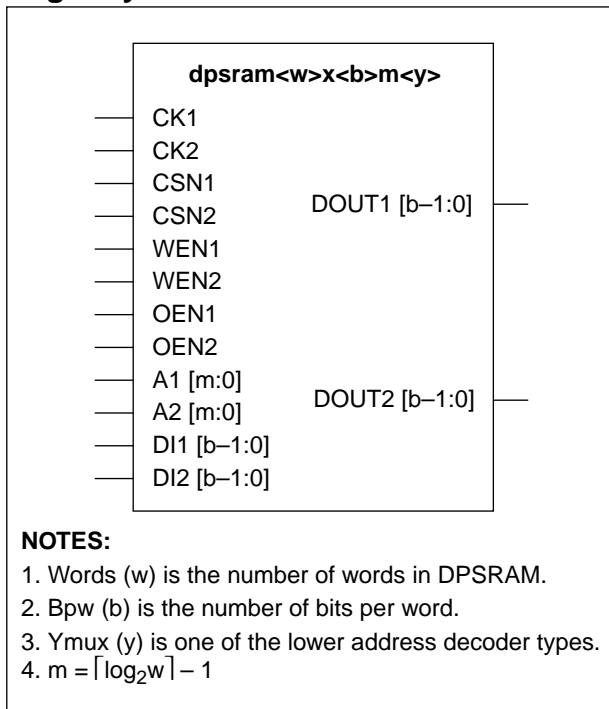 dpsram<w>x<b>m<y>
CK1
CK2
CSN1
CSN2
WEN1
WEN2
OEN1
OEN2
A1 [m:0]
A2 [m:0]
DI1 [b–1:0]
DI2 [b–1:0]
DOUT1 [b–1:0]
DOUT2 [b–1:0]
NOTES:
1. Words (w) is the number of words in DPSRAM.
2. Bpw (b) is the number of bits per word.
3. Ymux (y) is one of the lower address decoder types.
4. m = ⌈log₂w⌉ – 1